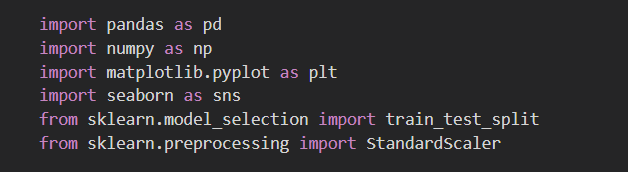 import pandas as pd
import numpy as np
import matplotlib.pyplot as plt
import seaborn as sns
from sklearn.model_selection import train_test_split
from sklearn.preprocessing import StandardScaler